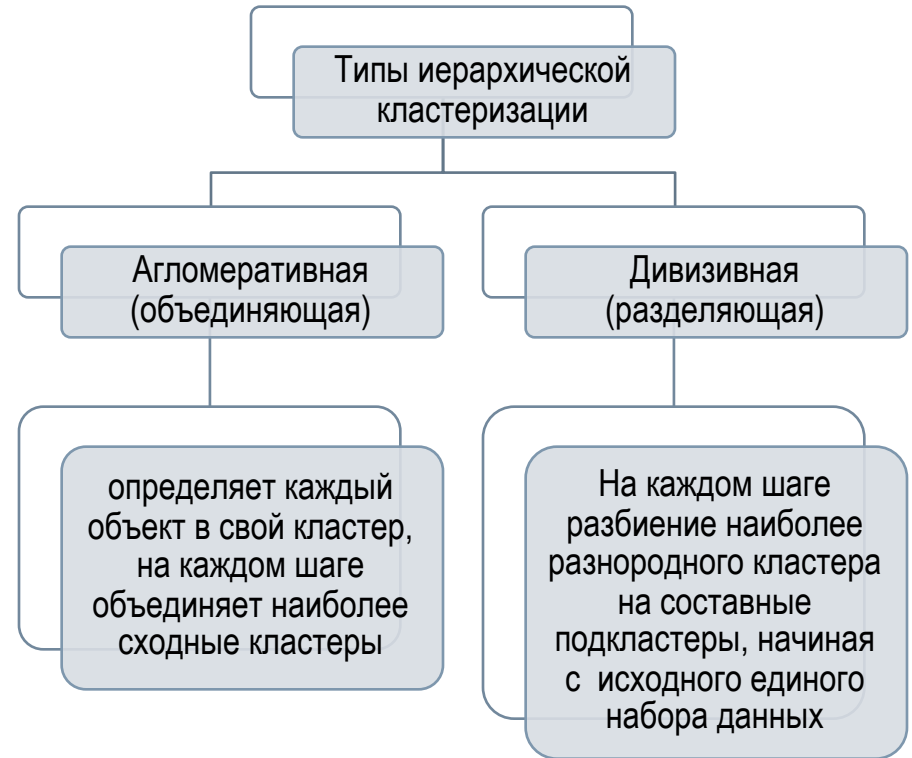 Типы иерархической
кластеризации
Агломеративная
(объединяющая)
Дивизивная
(разделяющая)
определяет каждый
объект в свой кластер,
на каждом шаге
объединяет наиболее
сходные кластеры
На каждом шаге
разбиение наиболее
разнородного кластера
на составные
подкластеры, начиная
с исходного единого
набора данных